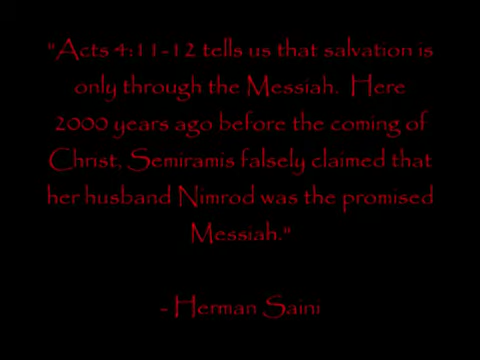 "Acts 4:11-12 tells us that salvation is
only through the Messiah. Here
2000 years ago before the coming of
Christ, Semiramis falsely claimed that
her husband Nimrod was the promised
Messiah."
- Herman Saini